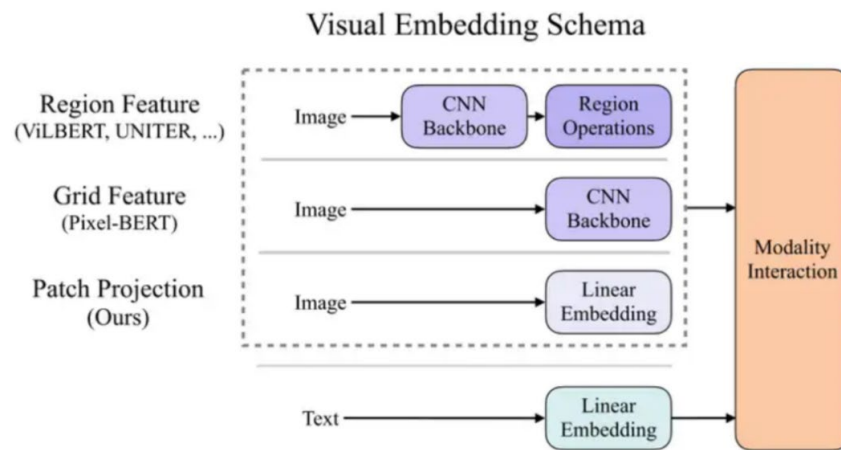 Visual Embedding Schema
Region Feature
(ViLBERT, UNITER, ...)
Image
CNN
Backbone
Region
Operations
Grid Feature
(Pixel-BERT)
Image
CNN
Backbone
Patch Projection
(Ours)
Image
Linear
Embedding
Text
Linear
Embedding
Modality
Interaction